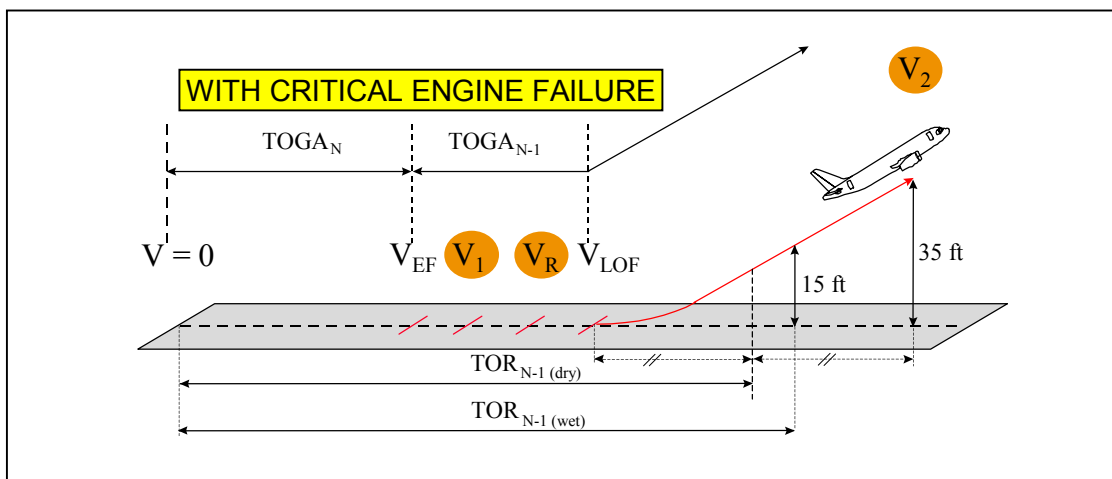 V2
WITH CRITICAL ENGINE FAILURE
TOGAN
TOGAN-1
V = 0
VEF
V1
VR
VLOF
15 ft
35 ft
TORN-1 (dry)
TORN-1 (wet)